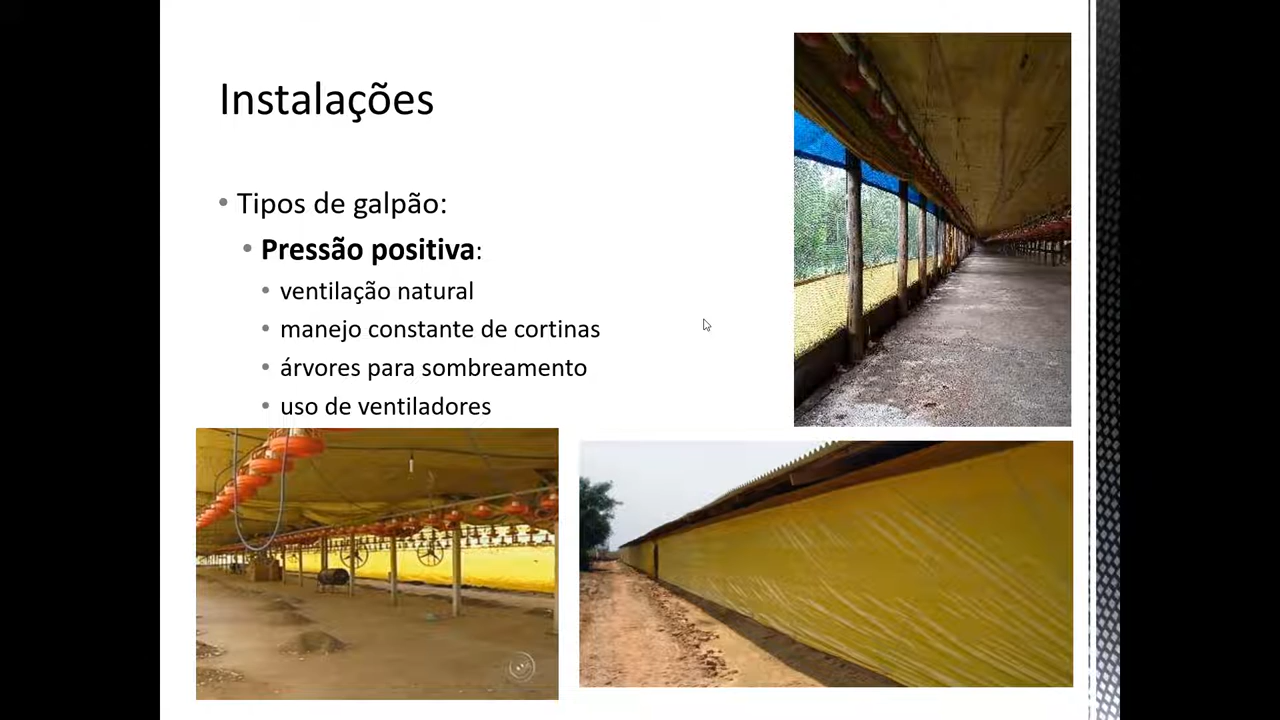 Instalações
• Tipos de galpão:
• Pressão positiva:
• ventilação natural
• manejo constante de cortinas
• árvores para sombreamento
• uso de ventiladores